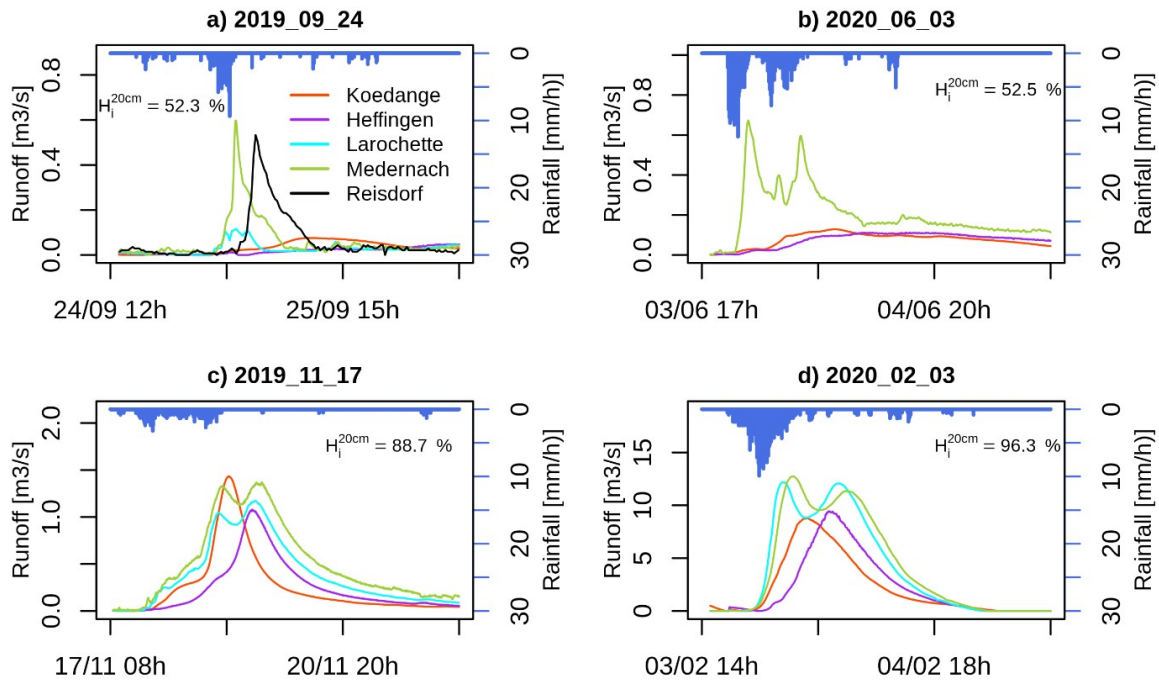 a) 2019_09_24
Runoff [m3/s]
0.0 0.4 0.8
H_i^20cm = 52.3 %
Koedange
Heffingen
Larochette
Medernach
Reisdorf
0 10 20 30
Rainfall [mm/h)]
24/09 12h 25/09 15h
b) 2020_06_03
Runoff [m3/s]
0.0 0.4 0.8
H_i^20cm = 52.5 %
0 10 20 30
Rainfall [mm/h)]
03/06 17h 04/06 20h
c) 2019_11_17
Runoff [m3/s]
0.0 1.0 2.0
H_i^20cm = 88.7 %
0 10 20 30
Rainfall [mm/h)]
17/11 08h 20/11 20h
d) 2020_02_03
Runoff [m3/s]
0 5 10 15
H_i^20cm = 96.3 %
0 10 20 30
Rainfall [mm/h)]
03/02 14h 04/02 18h